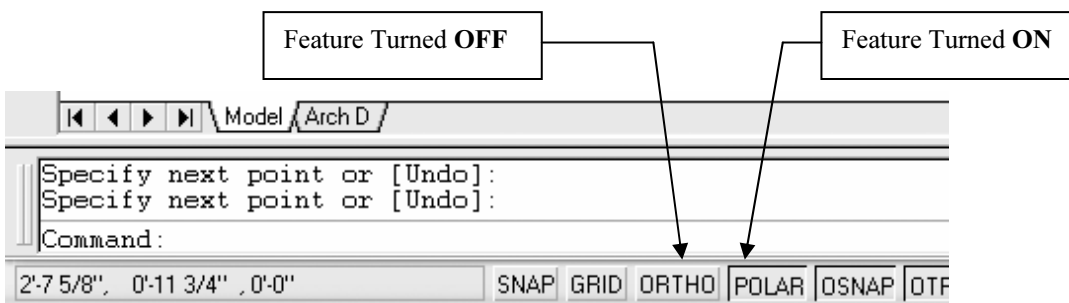 Feature Turned OFF
Feature Turned ON
Model Arch D
Specify next point or [Undo]:
Specify next point or [Undo]:
Command:
2'-7 5/8", 0'-11 3/4" , 0'-0" SNAP GRID ORTHO POLAR OSNAP